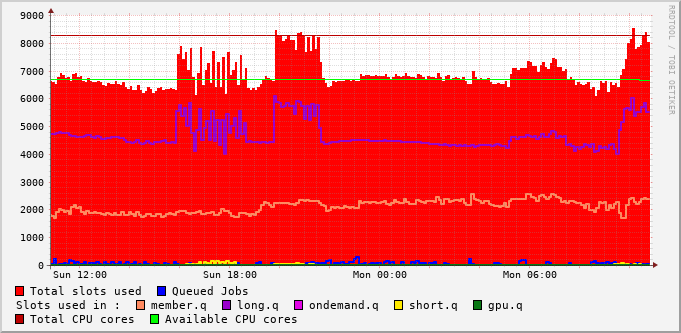 RRDTOOL / TOBI OETIKER
9000
8000
7000
6000
5000
4000
3000
2000
1000
0
Sun 12:00 Sun 18:00 Mon 00:00 Mon 06:00
Total slots used Queued Jobs
Slots used in : member.q long.q ondemand.q short.q gpu.q
Total CPU cores Available CPU cores